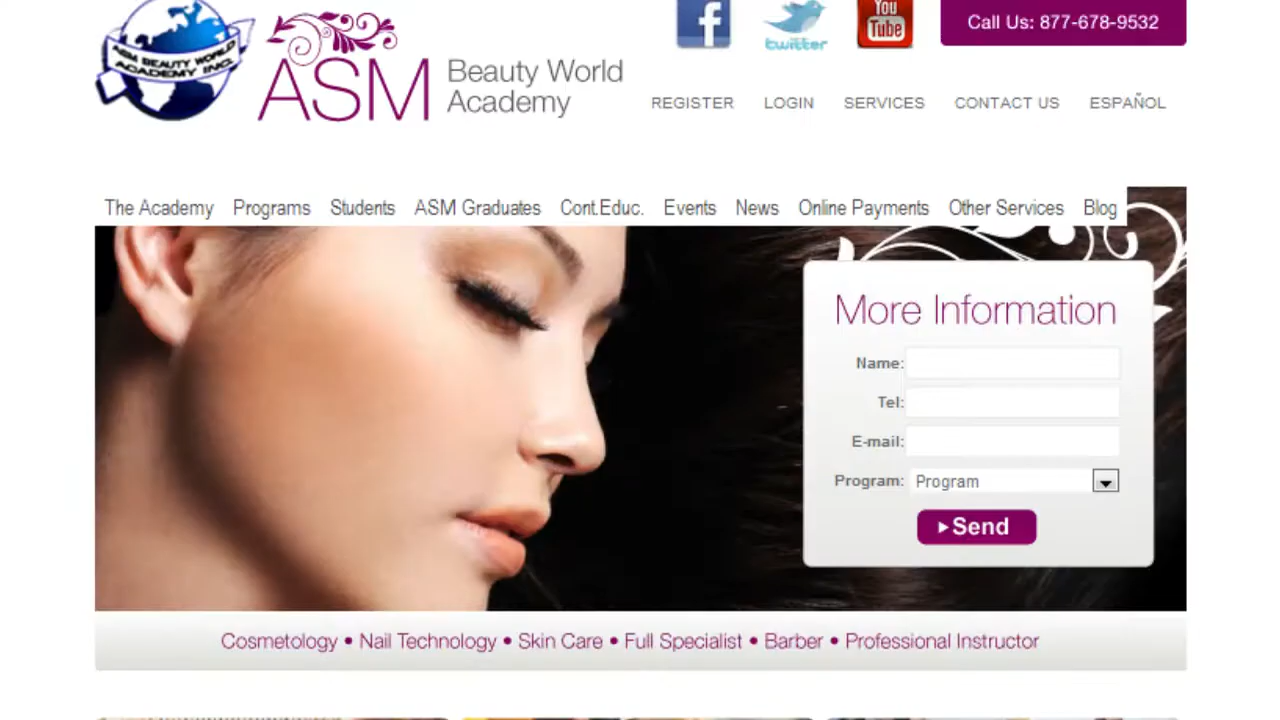 ASM BEAUTY WORLD
ACADEMY INC.
ASM
Beauty World
Academy
twitter
You
Tube
Call Us: 877-678-9532
REGISTER LOGIN SERVICES CONTACT US ESPAÑOL
The Academy Programs Students ASM Graduates Cont.Educ. Events News Online Payments Other Services Blog
More Information
Name:
Tel:
E-mail:
Program: Program
Send
Cosmetology • Nail Technology • Skin Care • Full Specialist • Barber • Professional Instructor